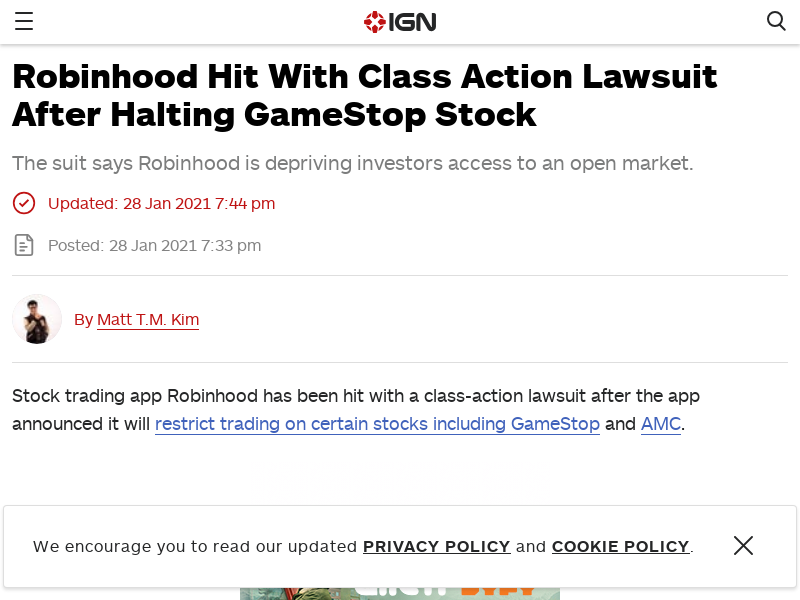 IGN
Robinhood Hit With Class Action Lawsuit
After Halting GameStop Stock
The suit says Robinhood is depriving investors access to an open market.
Updated: 28 Jan 2021 7:44 pm
Posted: 28 Jan 2021 7:33 pm
By Matt T.M. Kim
Stock trading app Robinhood has been hit with a class-action lawsuit after the app
announced it will restrict trading on certain stocks including GameStop and AMC.
We encourage you to read our updated PRIVACY POLICY and COOKIE POLICY.